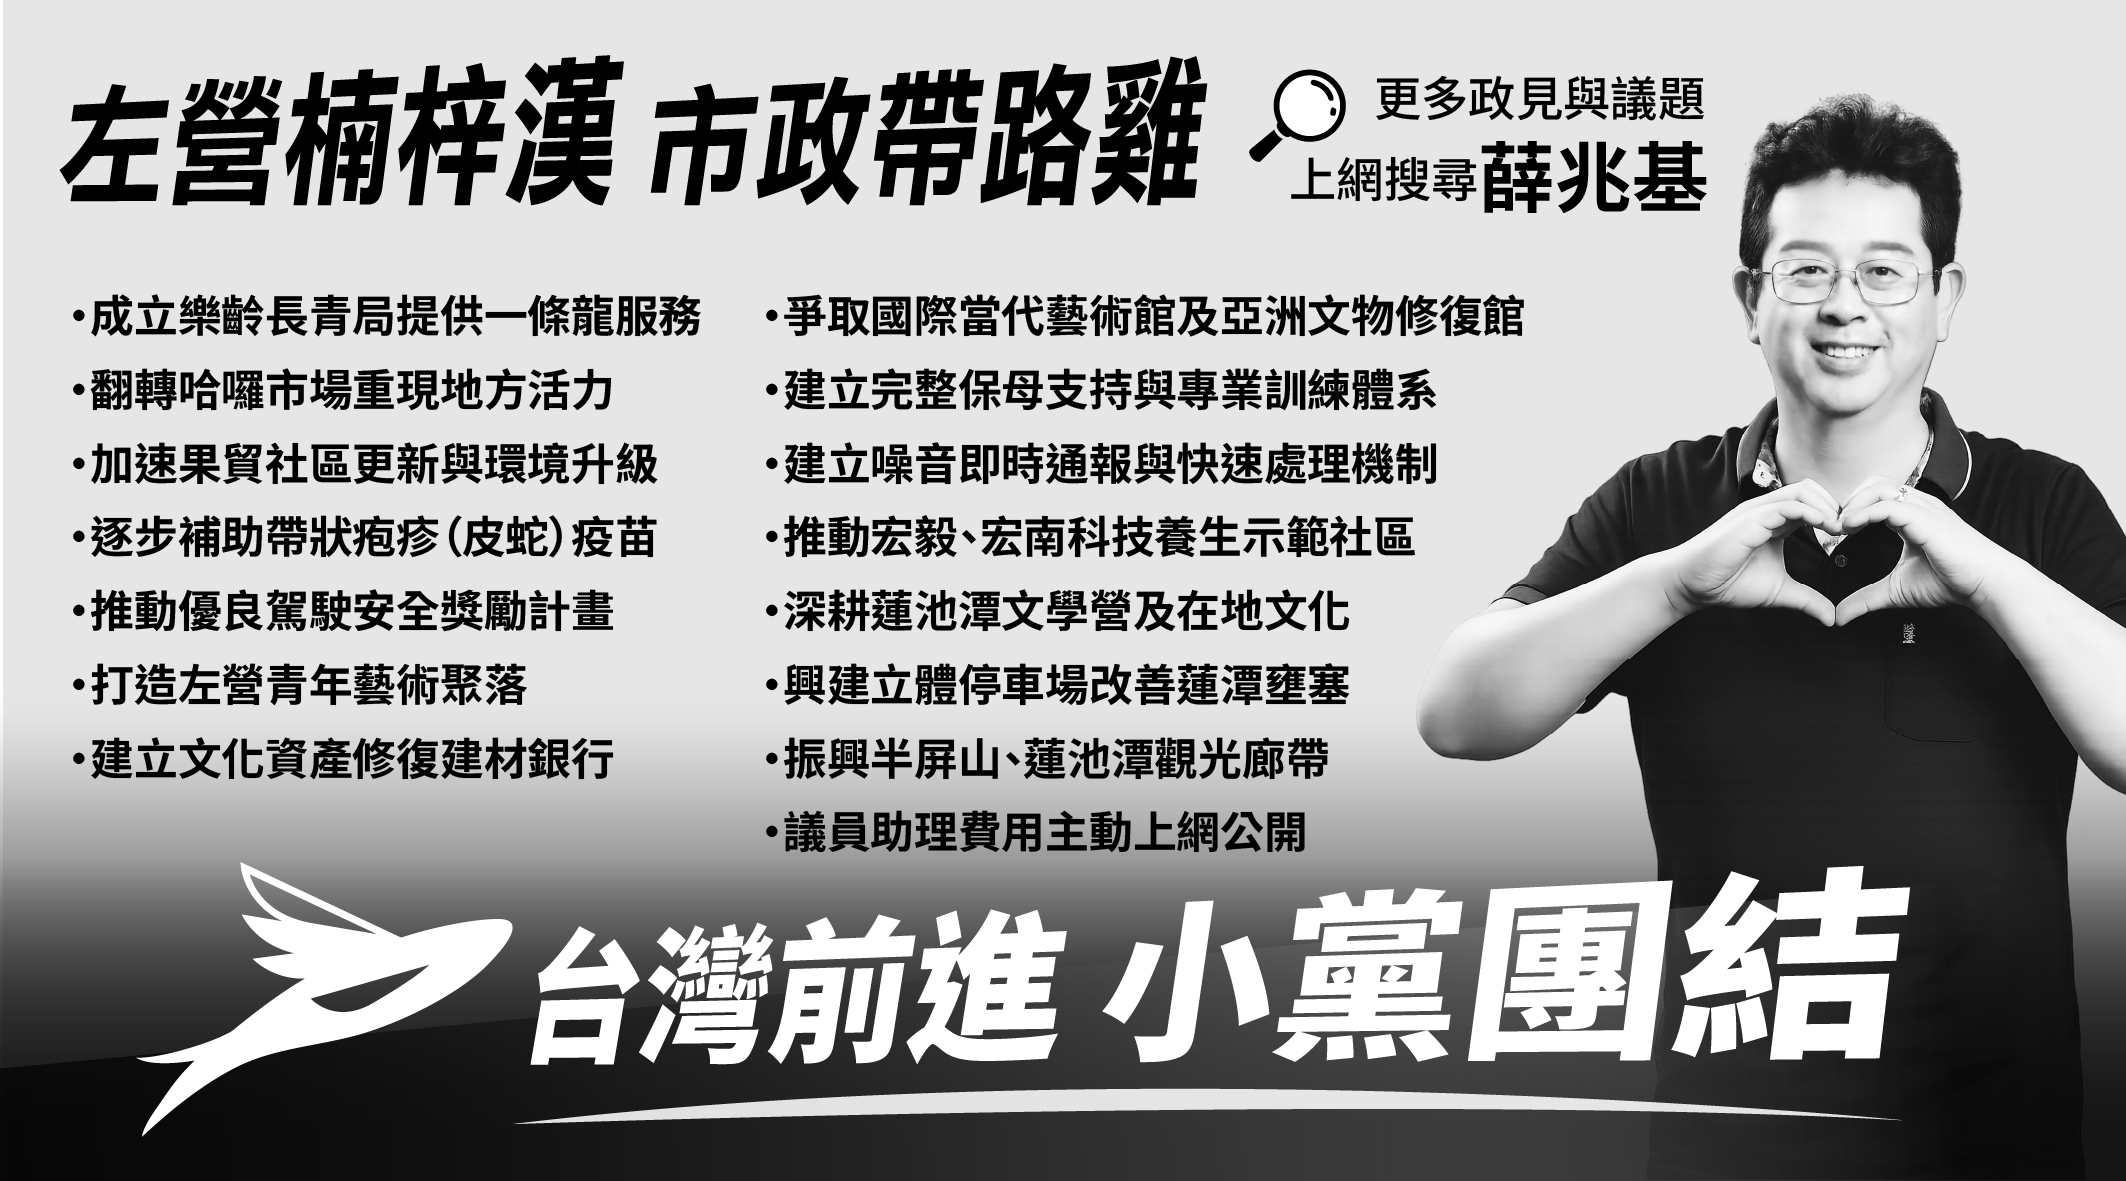 左營楠梓漢 市政帶路雞
更多政見與議題
上網搜尋薛兆基
•成立樂齡長青局提供一條龍服務
•翻轉哈囉市場重現地方活力
•加速果貿社區更新與環境升級
•逐步補助帶狀疱疹(皮蛇)疫苗
•推動優良駕駛安全獎勵計畫
•打造左營青年藝術聚落
•建立文化資產修復建材銀行
•爭取國際當代藝術館及亞洲文物修復館
•建立完整保母支持與專業訓練體系
•建立噪音即時通報與快速處理機制
•推動宏毅、宏南科技養生示範社區
•深耕蓮池潭文學營及在地文化
•興建立體停車場改善蓮潭壅塞
•振興半屏山、蓮池潭觀光廊帶
•議員助理費用主動上網公開
台灣前進 小黨團結